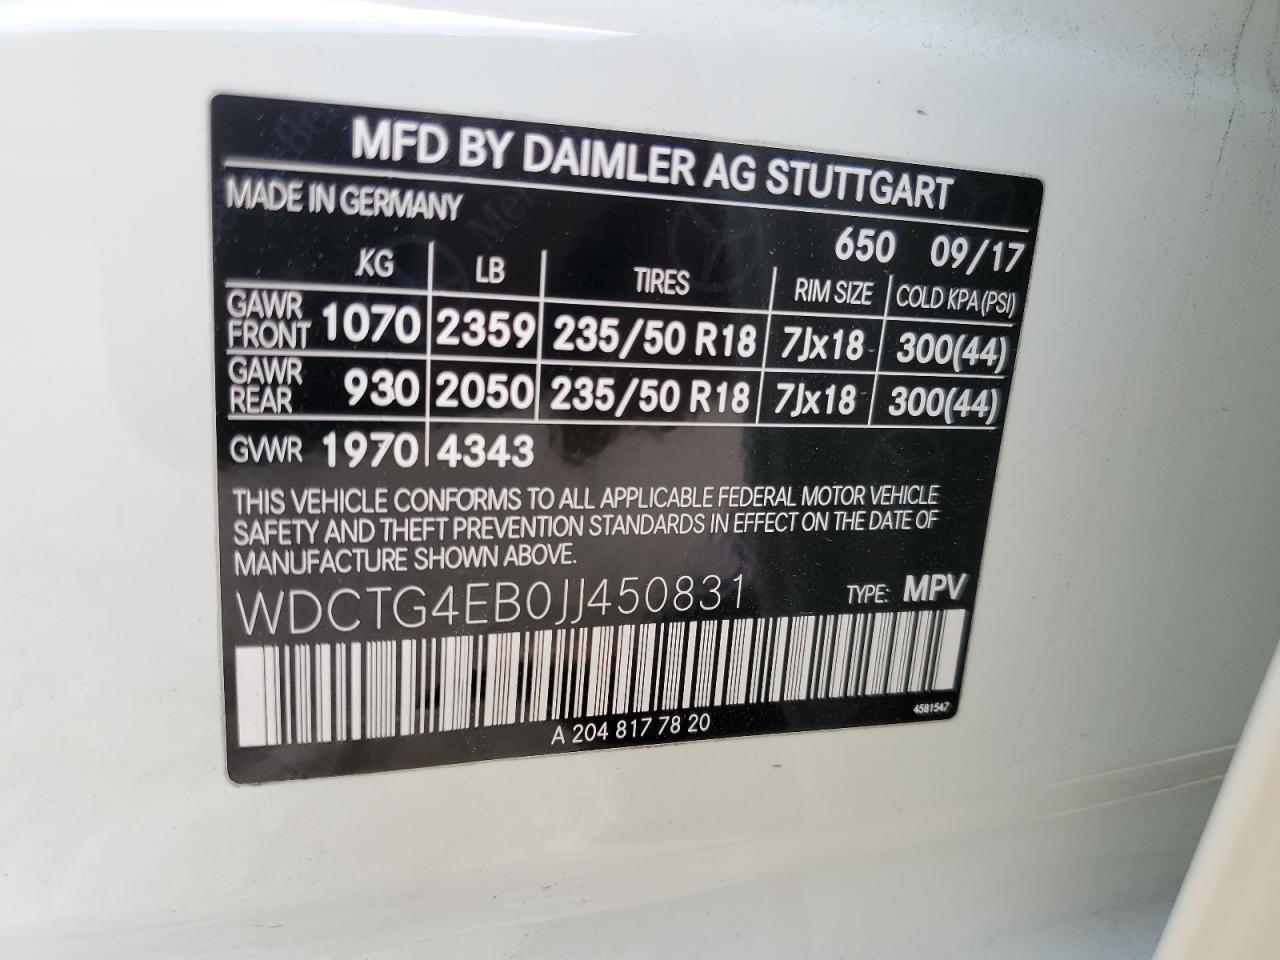 MFD BY DAIMLER AG STUTTGART
MADE IN GERMANY
650 09/17
KG LB TIRES RIM SIZE COLD KPA (PSI)
GAWR FRONT 1070 2359 235/50 R18 7Jx18 300(44)
GAWR REAR 930 2050 235/50 R18 7Jx18 300(44)
GVWR 1970 4343
THIS VEHICLE CONFORMS TO ALL APPLICABLE FEDERAL MOTOR VEHICLE
SAFETY AND THEFT PREVENTION STANDARDS IN EFFECT ON THE DATE OF
MANUFACTURE SHOWN ABOVE.
WDCTG4EB0JJ450831 TYPE: MPV
A 204 817 78 20
4581547